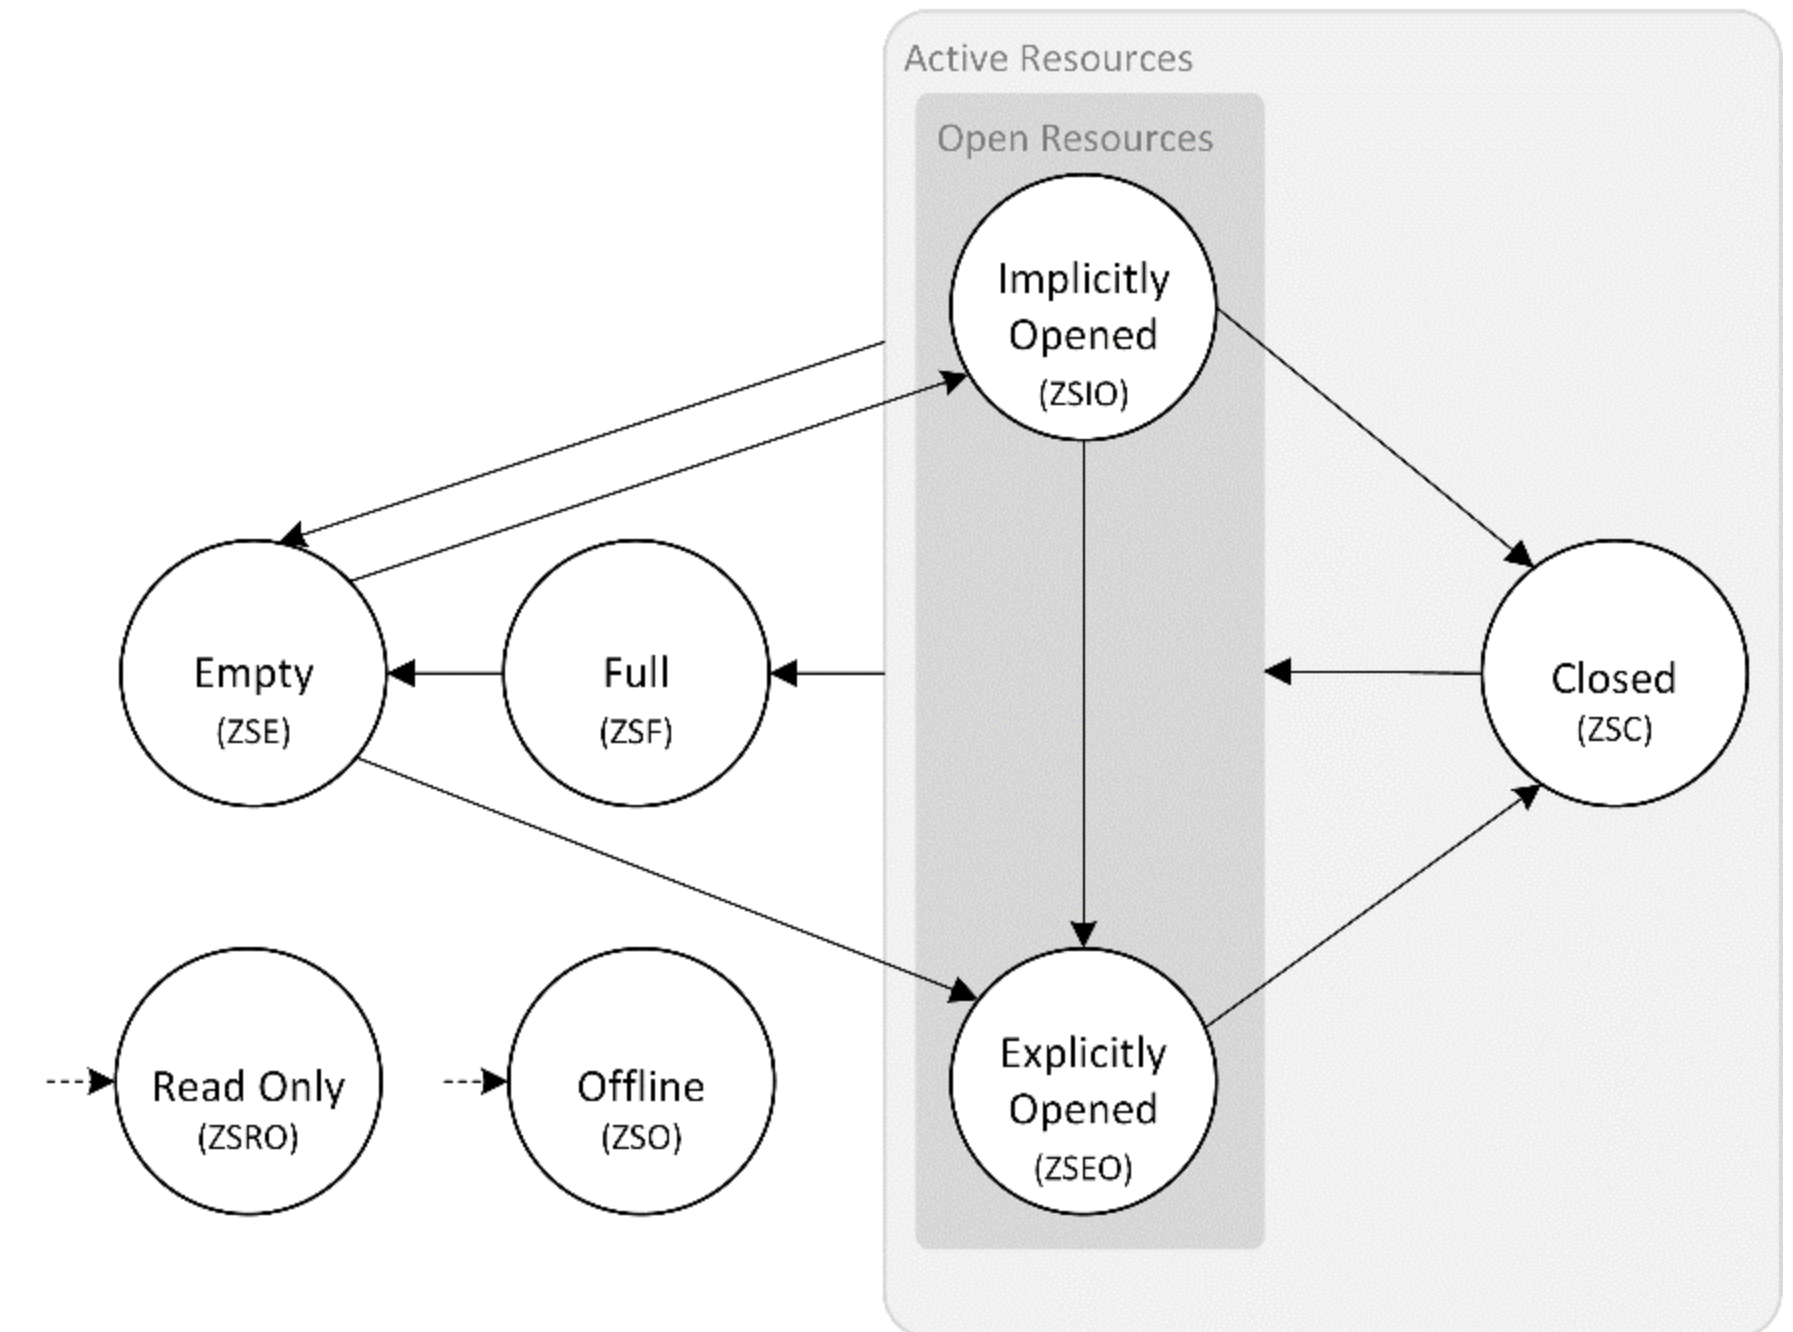 Active Resources
Open Resources
Implicitly
Opened
(ZSIO)
Empty
(ZSE)
Full
(ZSF)
Closed
(ZSC)
Read Only
(ZSRO)
Offline
(ZSO)
Explicitly
Opened
(ZSEO)